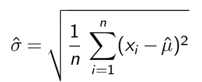 σ̂ = √(1/n ∑_{i=1}^{n} (x_i − μ̂)²)